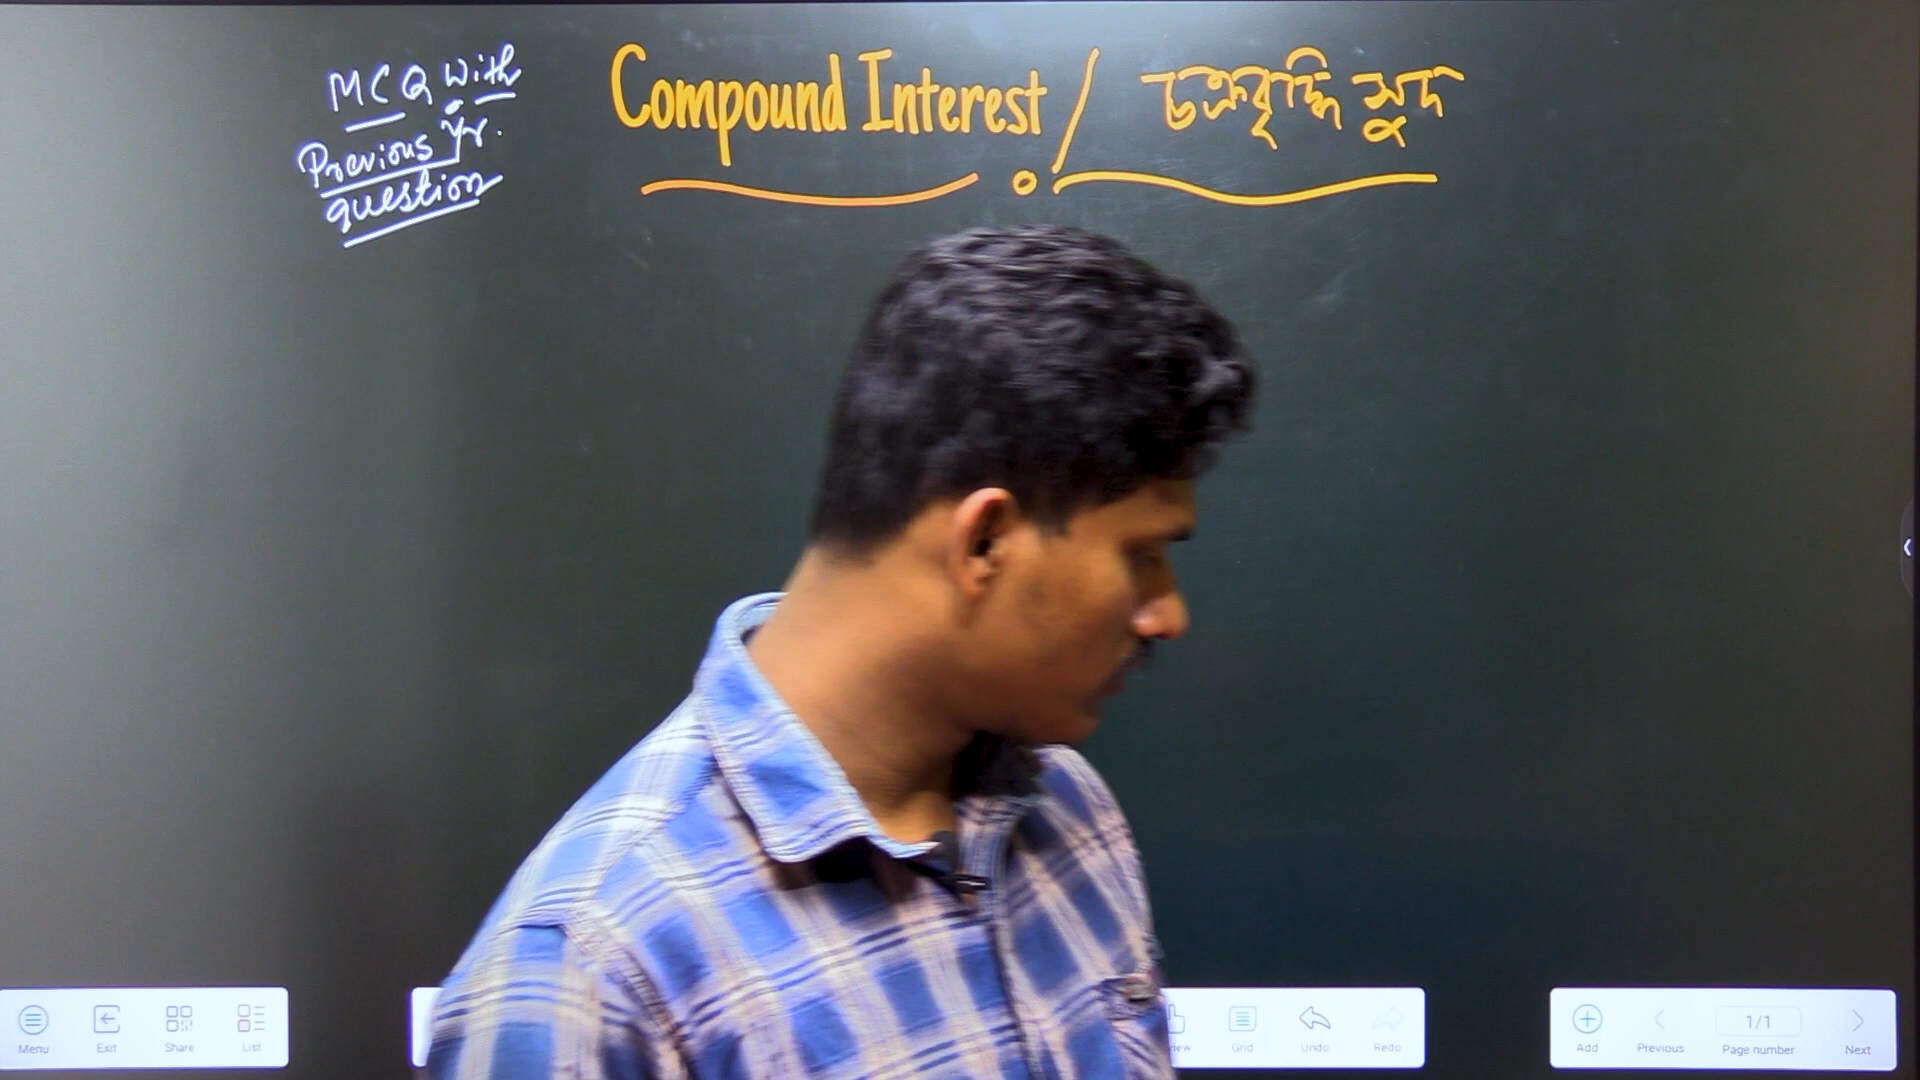 MCQ with
Previous Yr.
question
Compound Interest / চক্রবৃদ্ধি সুদ
Menu
Exit
Share
List
Grid
Undo
Redo
Add
Previous
1/1
Page number
Next